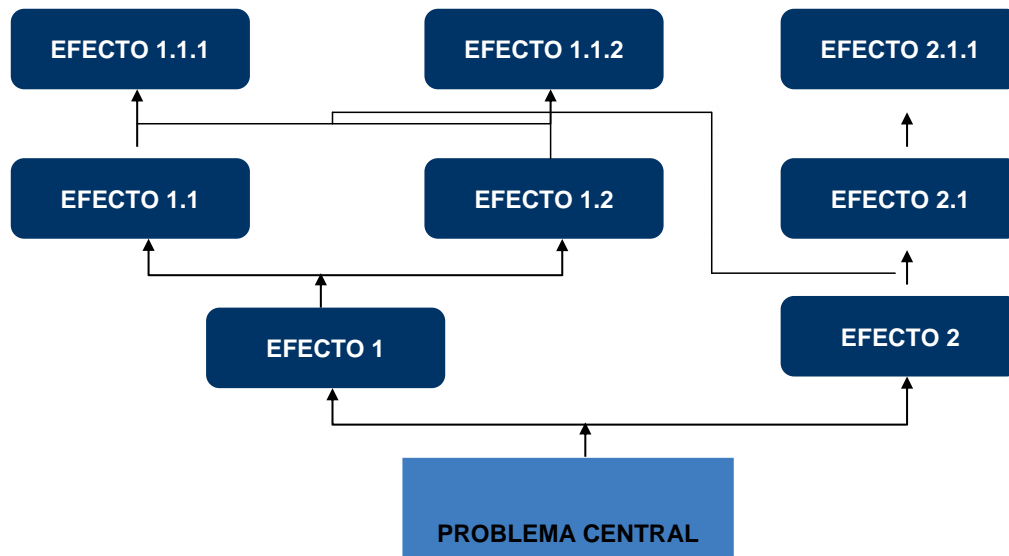 EFECTO 1.1.1
EFECTO 1.1.2
EFECTO 2.1.1
EFECTO 1.1
EFECTO 1.2
EFECTO 2.1
EFECTO 1
EFECTO 2
PROBLEMA CENTRAL